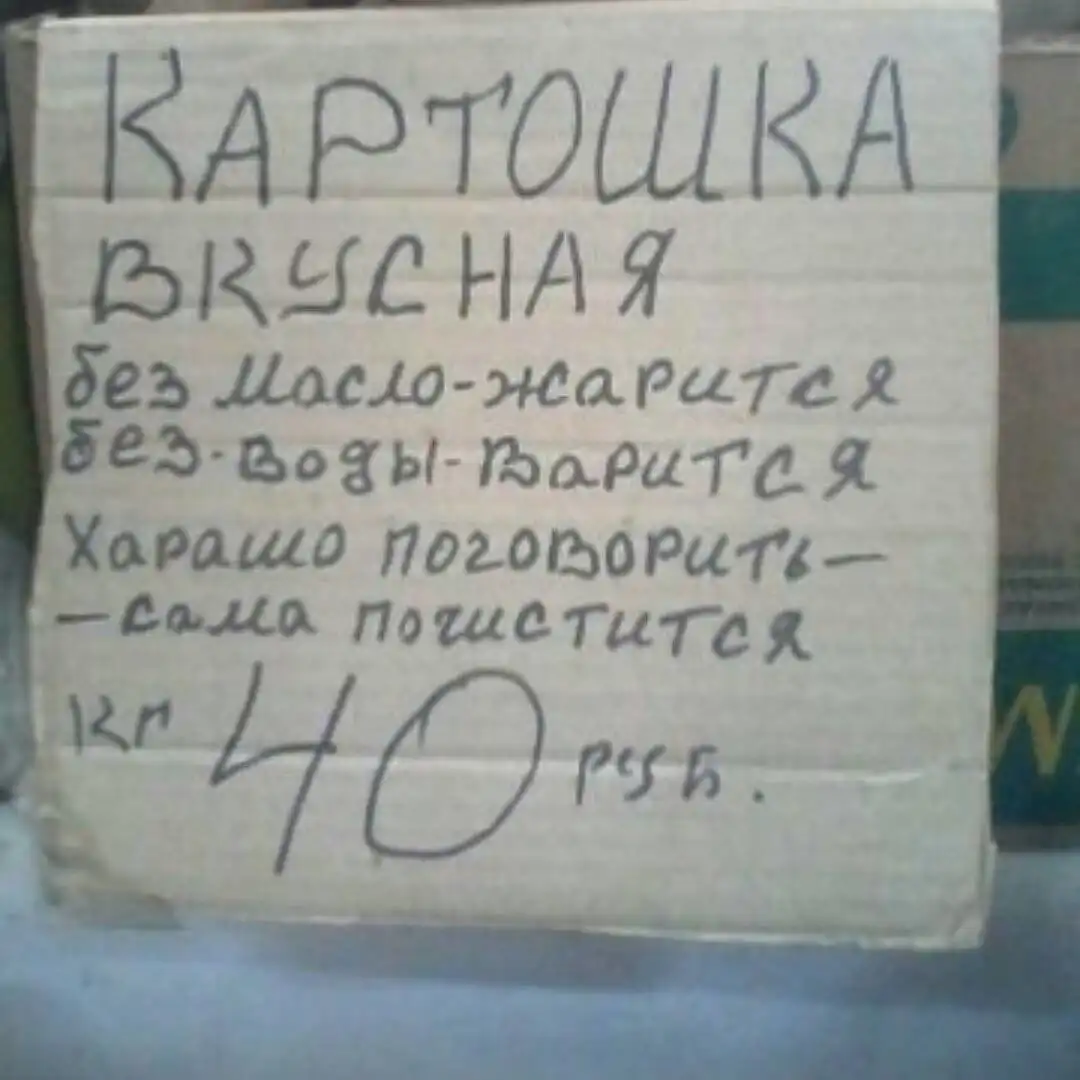 КАРТОШКА
ВКУСНАЯ
без масло-жарится
без-воды-варится
Харашо поговорить—
—сама почистится
кг 40 руб.